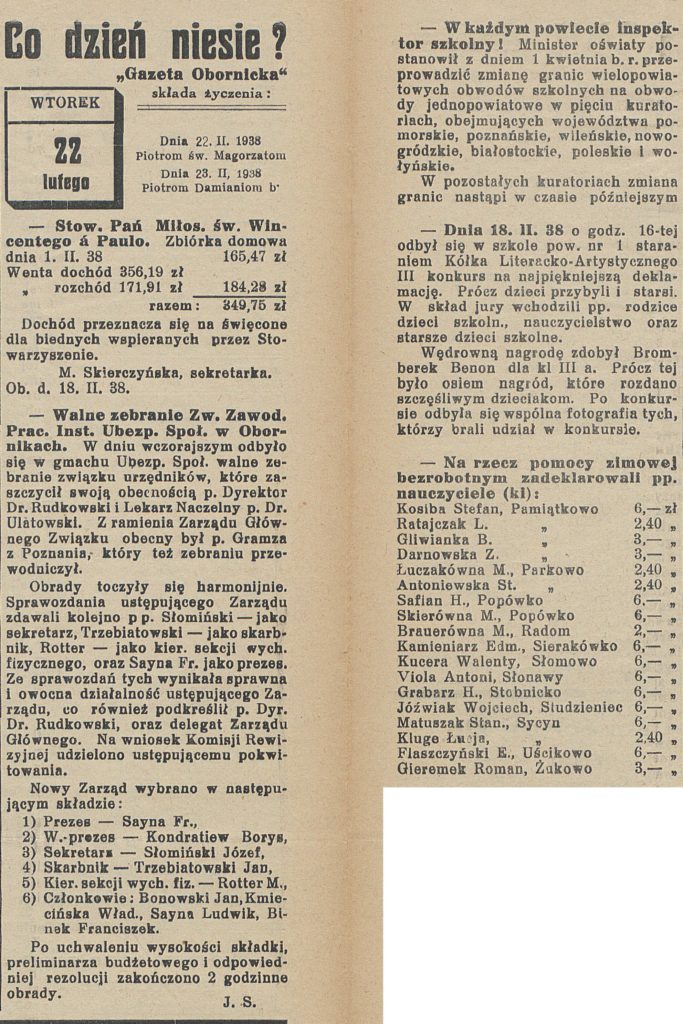 Co dzień niesie?
„Gazeta Obornicka“
składa życzenia:
WTOREK
22
lutego
Dnia 22. II. 1938
Piotrom św. Magorzatom
Dnia 23. II, 1938
Piotrom Damianiom b·
— Stow. Pań Miłos. św. Win-
centego á Paulo. Zbiórka domowa
dnia 1. II. 38 165,47 zł
Wenta dochód 356,19 zł
„ rozchód 171,91 zł 184,28 zł
razem: 349,75 zł
Dochód przeznacza się na święcone
dla biednych wspieranych przez Sto-
warzyszenie.
M. Skierczyńska, sekretarka.
Ob. d. 18. II. 38.
— Walne zebranie Zw. Zawod.
Prac. Inst. Ubezp. Społ. w Obor-
nikach. W dniu wczorajszym odbyło
się w gmachu Ubezp. Społ. walne ze-
branie związku urzędników, które za-
szczycił swoją obecnością p. Dyrektor
Dr. Rudkowski i Lekarz Naczelny p. Dr.
Ulatowski. Z ramienia Zarządu Głów-
nego Związku obecny był p. Gramza
z Poznania, który też zebraniu prze-
wodniczył.
Obrady toczyły się harmonijnie.
Sprawozdania ustępującego Zarządu
zdawali kolejno pp. Słomiński — jako
sekretarz, Trzebiatowski — jako skarb-
nik, Rotter — jako kier. sekcji wych.
fizycznego, oraz Sayna Fr. jako prezes.
Ze sprawozdań tych wynikała sprawna
i owocna działalność ustępującego Za-
rządu, co również podkreślił p. Dyr.
Dr. Rudkowski, oraz delegat Zarządu
Głównego. Na wniosek Komisji Rewi-
zyjnej udzielono ustępującemu pokwi-
towania.
Nowy Zarząd wybrano w następu-
jącym składzie:
1) Prezes — Sayna Fr.,
2) W.-prezes — Kondratiew Borys,
3) Sekretarz — Słomiński Józef,
4) Skarbnik — Trzebiatowski Jan,
5) Kier. sekcji wych. fiz. — Rotter M.,
6) Członkowie: Bonowski Jan, Kmie-
cińska Wład., Sayna Ludwik, Bi-
nek Franciszek.
Po uchwaleniu wysokości składki,
preliminarza budżetowego i odpowied-
niej rezolucji zakończono 2 godzinne
obrady.
J. S.
— W każdym powiecie inspek-
tor szkolny! Minister oświaty po-
stanowił z dniem 1 kwietnia b. r. prze-
prowadzić zmianę granic wielopowia-
towych obwodów szkolnych na obwo-
dy jednopowiatowe w pięciu kurato-
riach, obejmujących województwa po-
morskie, poznańskie, wileńskie, nowo-
gródzkie, białostockie, poleskie i wo-
łyńskie.
W pozostałych kuratoriach zmiana
granic nastąpi w czasie późniejszym
— Dnia 18. II. 38 o godz. 16-tej
odbył się w szkole pow. nr 1 stara-
niem Kółka Literacko-Artystycznego
III konkurs na najpiękniejszą dekla-
mację. Prócz dzieci przybyli i starsi.
W skład jury wchodzili pp. rodzice
dzieci szkoln., nauczycielstwo oraz
starsze dzieci szkolne.
Wędrowną nagrodę zdobył Brom-
berek Benon dla kl III a. Prócz tej
było osiem nagród, które rozdano
szczęśliwym dzieciakom. Po konkur-
sie odbyła się wspólna fotografia tych,
którzy brali udział w konkursie.
— Na rzecz pomocy zimowej
bezrobotnym zadeklarowali pp.
nauczyciele (kl):
Kosiba Stefan, Pamiątkowo 6,— zł
Ratajczak L. „ 2,40 „
Gliwianka B. „ 3,— „
Darnowska Z. „ 3,— „
Łuczakówna M., Parkowo 2,40 „
Antoniewska St. „ 2,40 „
Safian H., Popówko 6,— „
Skierówna M., Popówko 6,— „
Brauerówna M., Radom 2,— „
Kamieniarz Edm., Sierakówko 6,— „
Kucera Walenty, Słomowo 6,— „
Viola Antoni, Słonawy 6,— „
Grabarz H., Stobnicko 6,— „
Jóźwiak Wojciech, Studzieniec 6,— „
Matuszak Stan., Sycyn 6,— „
Kluge Łucja, „ 2,40 „
Flaszczyński E., Uścikowo 6,— „
Gieremek Roman, Żukowo 3,— „